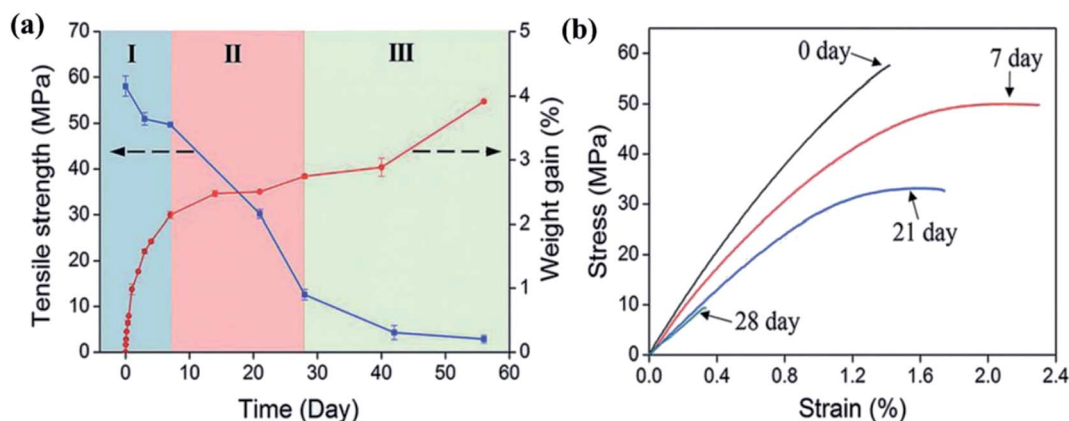 (a)
Tensile strength (MPa)
70
60
50
40
30
20
10
0
I
II
III
5
4
3
2
1
0
Weight gain (%)
0 10 20 30 40 50 60
Time (Day)
(b)
Stress (MPa)
60
50
40
30
20
10
0
0 day
7 day
21 day
28 day
0.0 0.4 0.8 1.2 1.6 2.0 2.4
Strain (%)